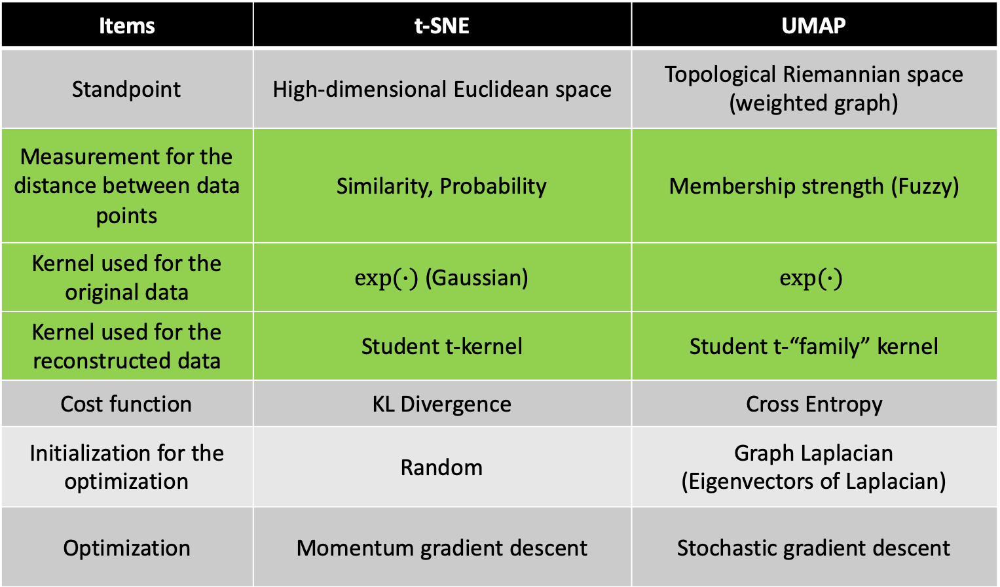 Items
t-SNE
UMAP
Standpoint
High-dimensional Euclidean space
Topological Riemannian space
(weighted graph)
Measurement for the
distance between data
points
Similarity, Probability
Membership strength (Fuzzy)
Kernel used for the
original data
exp(·) (Gaussian)
exp(·)
Kernel used for the
reconstructed data
Student t-kernel
Student t-“family” kernel
Cost function
KL Divergence
Cross Entropy
Initialization for the
optimization
Random
Graph Laplacian
(Eigenvectors of Laplacian)
Optimization
Momentum gradient descent
Stochastic gradient descent